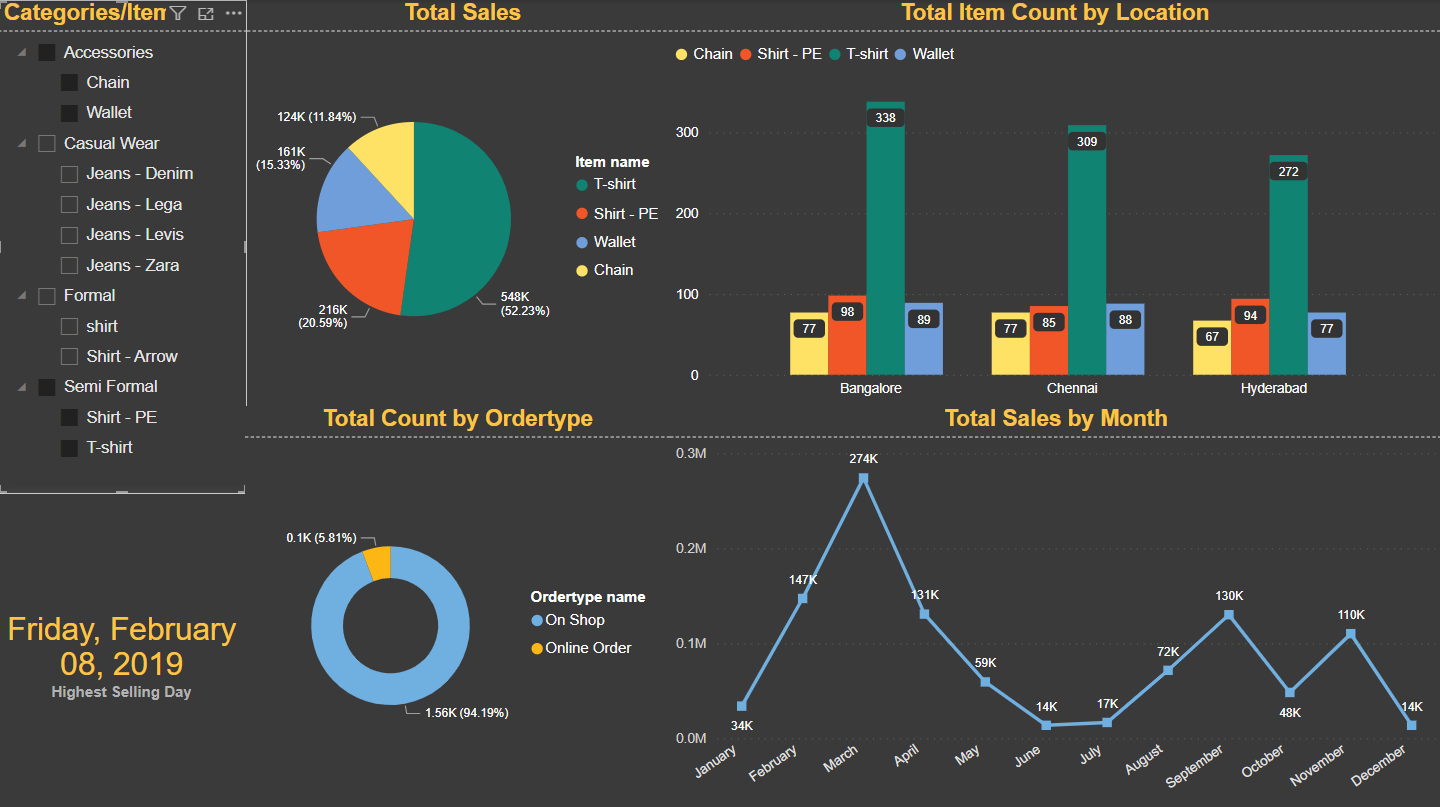 Categories/Item
Accessories
Chain
Wallet
Casual Wear
Jeans - Denim
Jeans - Lega
Jeans - Levis
Jeans - Zara
Formal
shirt
Shirt - Arrow
Semi Formal
Shirt - PE
T-shirt
Total Sales
124K (11.84%)
161K
(15.33%)
216K
(20.59%)
548K
(52.23%)
Item name
T-shirt
Shirt - PE
Wallet
Chain
Total Item Count by Location
Chain Shirt - PE T-shirt Wallet
300
200
100
0
77 98 338 89
77 85 309 88
67 94 272 77
Bangalore Chennai Hyderabad
Friday, February
08, 2019
Highest Selling Day
Total Count by Ordertype
0.1K (5.81%)
1.56K (94.19%)
Ordertype name
On Shop
Online Order
Total Sales by Month
0.3M
0.2M
0.1M
0.0M
34K 147K 274K 131K 59K 14K 17K 72K 130K 48K 110K 14K
January February March April May June July August September October November December